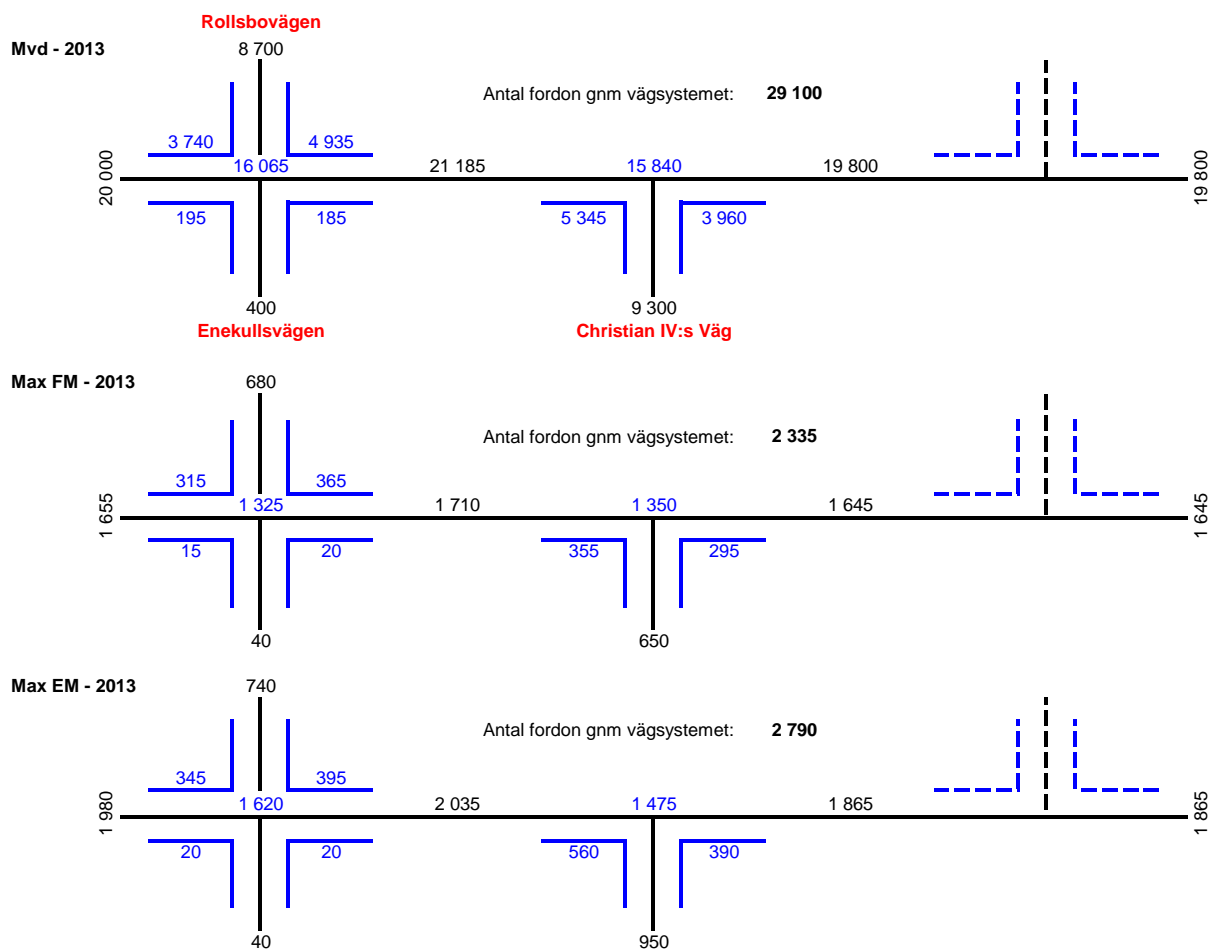 Rollsbovägen
Mvd - 2013
8 700
Antal fordon gnm vägsystemet: 29 100
3 740 4 935
20 000 16 065 21 185 15 840 19 800 19 800
195 185 5 345 3 960
400 9 300
Enekullsvägen Christian IV:s Väg
Max FM - 2013 680
Antal fordon gnm vägsystemet: 2 335
315 365
1 655 1 325 1 710 1 350 1 645 1 645
15 20 355 295
40 650
Max EM - 2013 740
Antal fordon gnm vägsystemet: 2 790
345 395
1 980 1 620 2 035 1 475 1 865 1 865
20 20 560 390
40 950